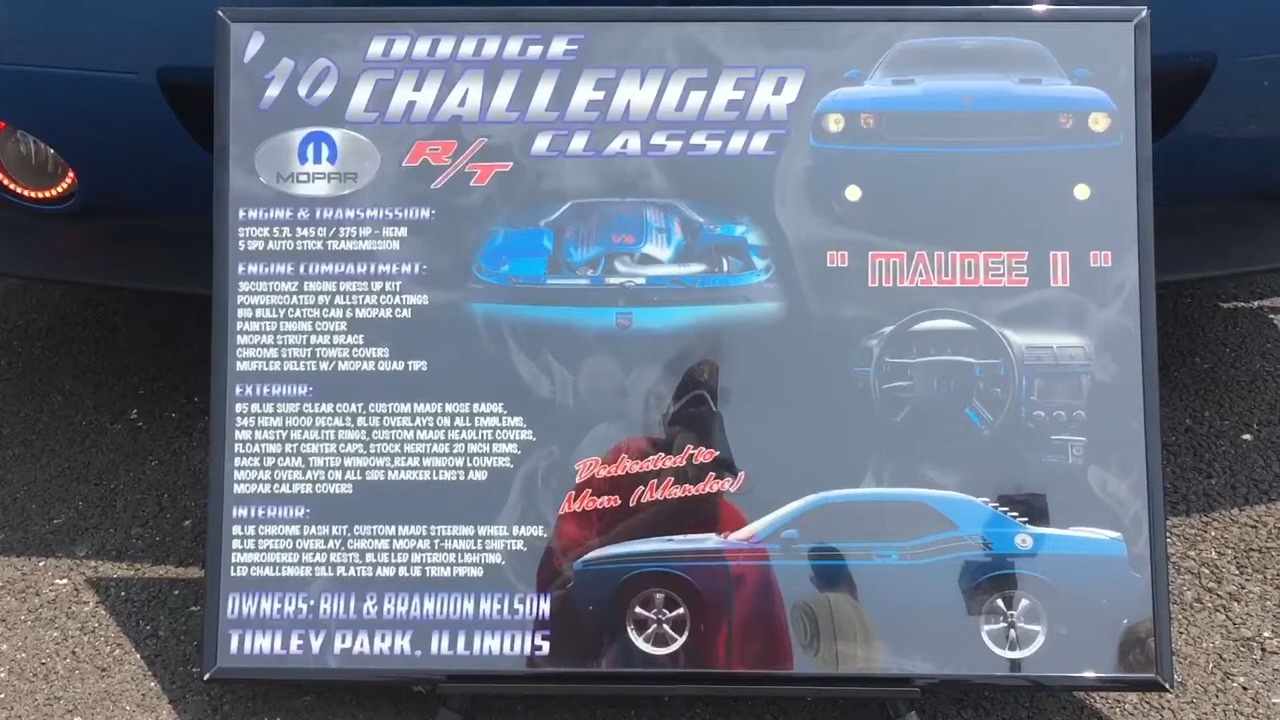 '10 DODGE
CHALLENGER
CLASSIC
MOPAR
R/T
ENGINE & TRANSMISSION:
STOCK 5.7L 345 CI / 375 HP - HEMI
5 SPD AUTO STICK TRANSMISSION
ENGINE COMPARTMENT:
3GCUSTOMZ ENGINE DRESS UP KIT
POWDERCOATED BY ALLSTAR COATINGS
BIG BULLY CATCH CAN & MOPAR CAI
PAINTED ENGINE COVER
MOPAR STRUT BAR BRACE
CHROME STRUT TOWER COVERS
MUFFLER DELETE W/ MOPAR QUAD TIPS
EXTERIOR:
B5 BLUE SURF CLEAR COAT, CUSTOM MADE NOSE BADGE,
345 HEMI HOOD DECALS, BLUE OVERLAYS ON ALL EMBLEMS,
MR NASTY HEADLITE RINGS, CUSTOM MADE HEADLITE COVERS,
FLOATING RT CENTER CAPS, STOCK HERITAGE 20 INCH RIMS,
BACK UP CAM, TINTED WINDOWS,REAR WINDOW LOUVERS,
MOPAR OVERLAYS ON ALL SIDE MARKER LENS'S AND
MOPAR CALIPER COVERS
INTERIOR:
BLUE CHROME DASH KIT, CUSTOM MADE STEERING WHEEL BADGE,
BLUE SPEDO OVERLAY, CHROME MOPAR T-HANDLE SHIFTER,
EMBROIDERED HEAD RESTS, BLUE LED INTERIOR LIGHTING,
LED CHALLENGER SILL PLATES AND BLUE TRIM PIPING
OWNERS: BILL & BRANDON NELSON
TINLEY PARK, ILLINOIS
" MAUDEE II "
Dedicated to
Mom (Maudee)